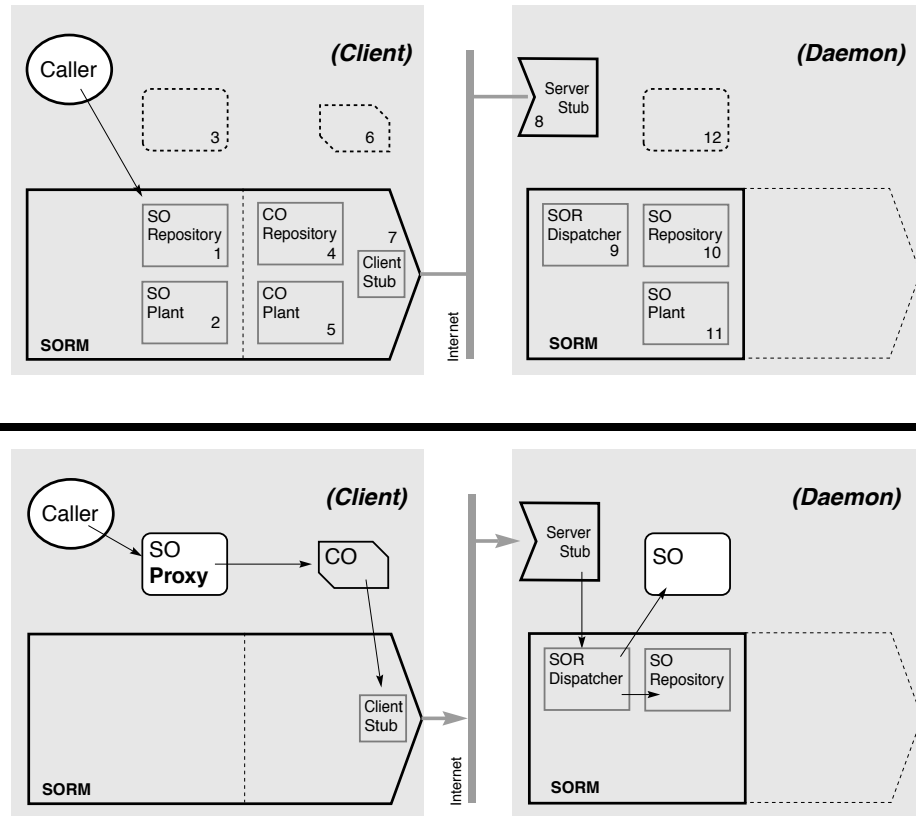 (Client)
(Daemon)
Caller
Server
Stub
8
3
6
12
SO
Repository
1
CO
Repository
4
7
Client
Stub
SOR
Dispatcher
9
SO
Repository
10
SO
Plant
2
CO
Plant
5
SO
Plant
11
SORM
Internet
SORM
(Client)
(Daemon)
Caller
SO
Proxy
CO
Server
Stub
SO
SOR
Dispatcher
SO
Repository
Client
Stub
SORM
Internet
SORM